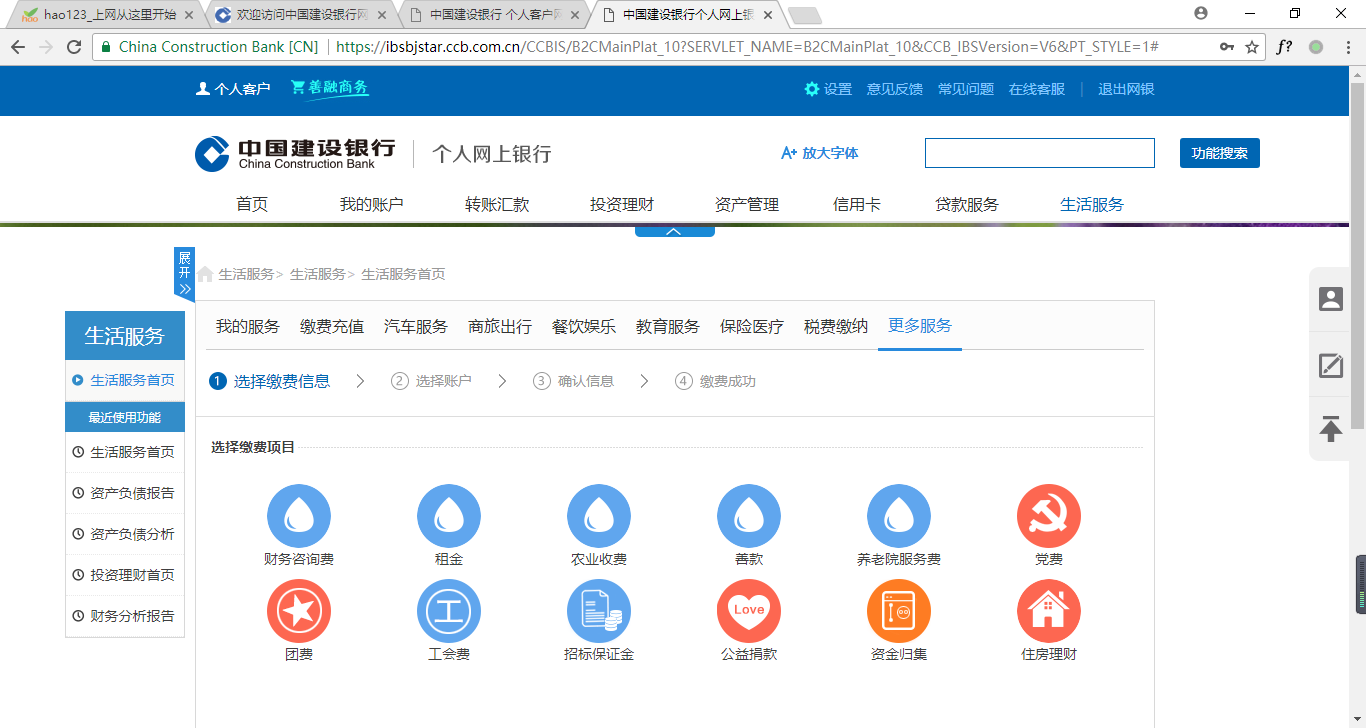 hao123_上网从这里开始
欢迎访问中国建设银行网
中国建设银行 个人客户网
中国建设银行个人网上银
China Construction Bank [CN] https://ibsbjstar.ccb.com.cn/CCBIS/B2CMainPlat_10?SERVLET_NAME=B2CMainPlat_10&CCB_IBSVersion=V6&PT_STYLE=1#
个人客户 善融商务 设置 意见反馈 常见问题 在线客服 | 退出网银
中国建设银行
China Construction Bank
个人网上银行
A+ 放大字体
功能搜索
首页 我的账户 转账汇款 投资理财 资产管理 信用卡 贷款服务 生活服务
展开
生活服务> 生活服务> 生活服务首页
生活服务
生活服务首页
最近使用功能
生活服务首页
资产负债报告
资产负债分析
投资理财首页
财务分析报告
我的服务 缴费充值 汽车服务 商旅出行 餐饮娱乐 教育服务 保险医疗 税费缴纳 更多服务
1 选择缴费信息 2 选择账户 3 确认信息 4 缴费成功
选择缴费项目
财务咨询费 租金 农业收费 善款 养老院服务费 党费
Love
团费 工会费 招标保证金 公益捐款 资金归集 住房理财